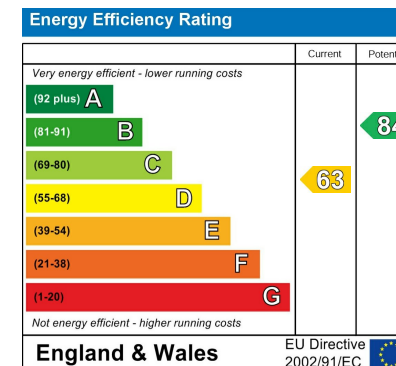 Energy Efficiency Rating
Current
Very energy efficient - lower running costs
(92 plus) A
(81-91) B
84
(69-80) C
63
(55-68) D
(39-54) E
(21-38) F
(1-20) G
Not energy efficient - higher running costs
England & Wales
EU Directive
2002/91/EC